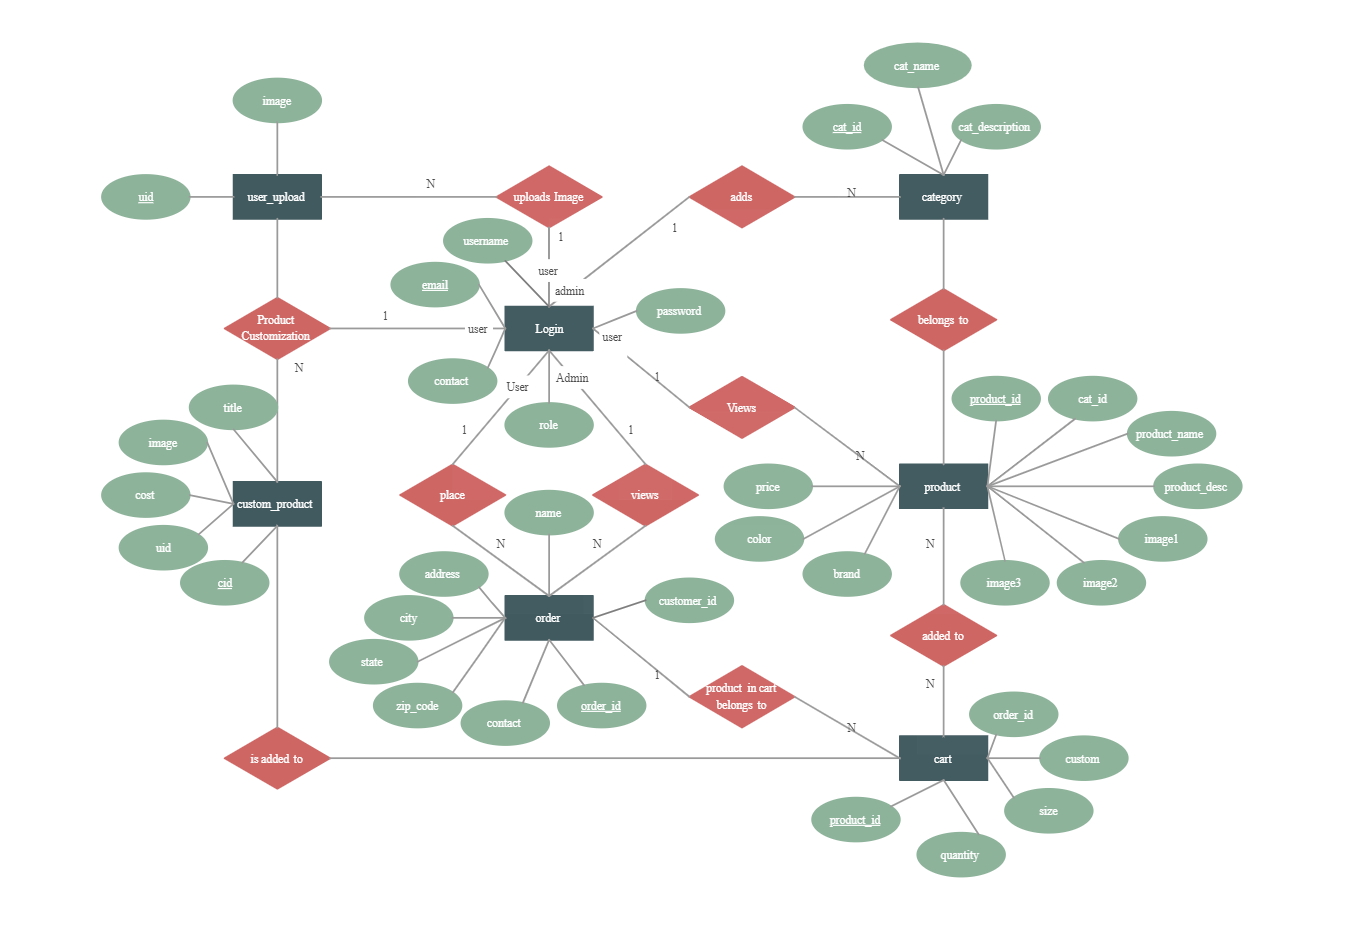 cat_name
image
cat_id
cat_description
N
uid
user_upload
uploads Image
adds
N
category
1
1
username
user
email
admin
password
1
Product
Customization
user
Login
user
belongs to
N
contact
User
Admin
1
title
role
Views
product_id
cat_id
image
1
1
product_name
N
cost
place
views
price
product
product_desc
custom_product
name
uid
N
N
color
N
image1
cid
address
brand
image3
image2
city
order
customer_id
state
added to
zip_code
contact
order_id
1
product in cart
belongs to
N
N
order_id
is added to
cart
custom
product_id
size
quantity